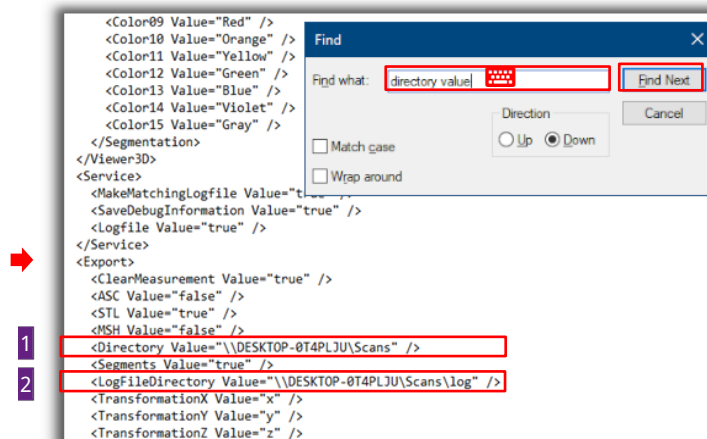 <Color09 Value="Red" />
<Color10 Value="Orange" />
<Color11 Value="Yellow" />
<Color12 Value="Green" />
<Color13 Value="Blue" />
<Color14 Value="Violet" />
<Color15 Value="Gray" />
</Segmentation>
</Viewer3D>
<Service>
<MakeMatchingLogfile Value="true" />
<SaveDebugInformation Value="true" />
<Logfile Value="true" />
</Service>
<Export>
<ClearMeasurement Value="true" />
<ASC Value="false" />
<STL Value="true" />
<MSH Value="false" />
1
<Directory Value="\\DESKTOP-0T4PLJU\Scans" />
<Segments Value="true" />
2
<LogFileDirectory Value="\\DESKTOP-0T4PLJU\Scans\log" />
<TransformationX Value="x" />
<TransformationY Value="y" />
<TransformationZ Value="z" />
Find
Find what:
directory value
Find Next
Direction
Cancel
Up
Down
Match case
Wrap around